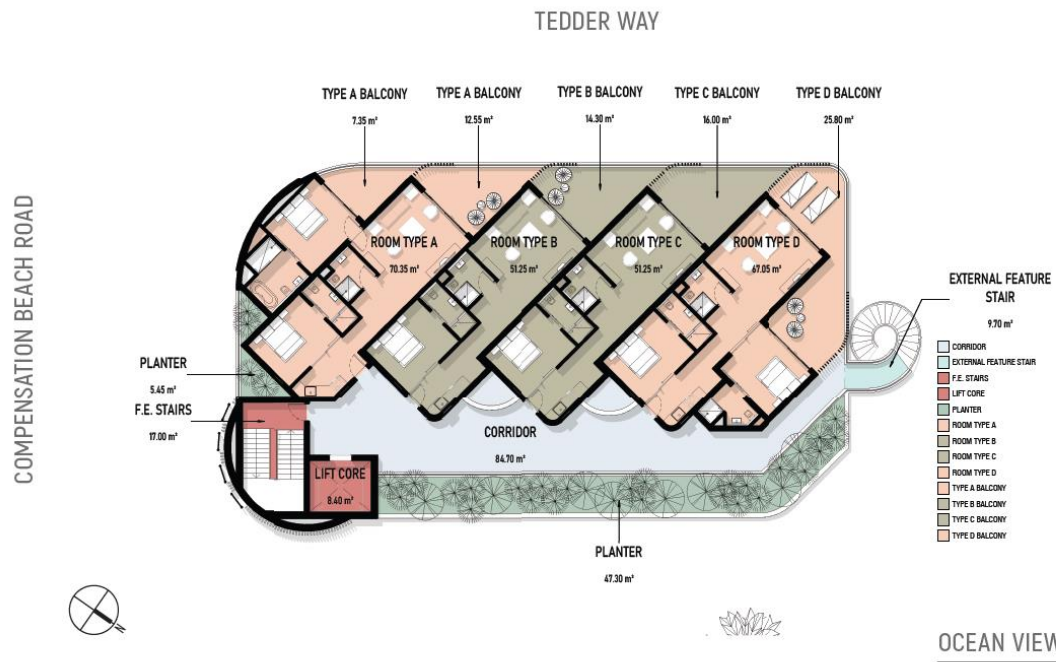 TEDDER WAY
TYPE A BALCONY
7.35 m²
TYPE A BALCONY
12.55 m²
TYPE B BALCONY
14.30 m²
TYPE C BALCONY
16.00 m²
TYPE D BALCONY
25.80 m²
COMPENSATION BEACH ROAD
ROOM TYPE A
70.35 m²
ROOM TYPE B
51.25 m²
ROOM TYPE C
51.25 m²
ROOM TYPE D
67.05 m²
EXTERNAL FEATURE
STAIR
9.70 m²
PLANTER
5.45 m²
F.E. STAIRS
17.00 m²
CORRIDOR
84.70 m²
LIFT CORE
8.40 m²
PLANTER
47.30 m²
CORRIDOR
EXTERNAL FEATURE STAIR
F.E. STAIRS
LIFT CORE
PLANTER
ROOM TYPE A
ROOM TYPE B
ROOM TYPE C
ROOM TYPE D
TYPE A BALCONY
TYPE B BALCONY
TYPE C BALCONY
TYPE D BALCONY
N
OCEAN VIEW